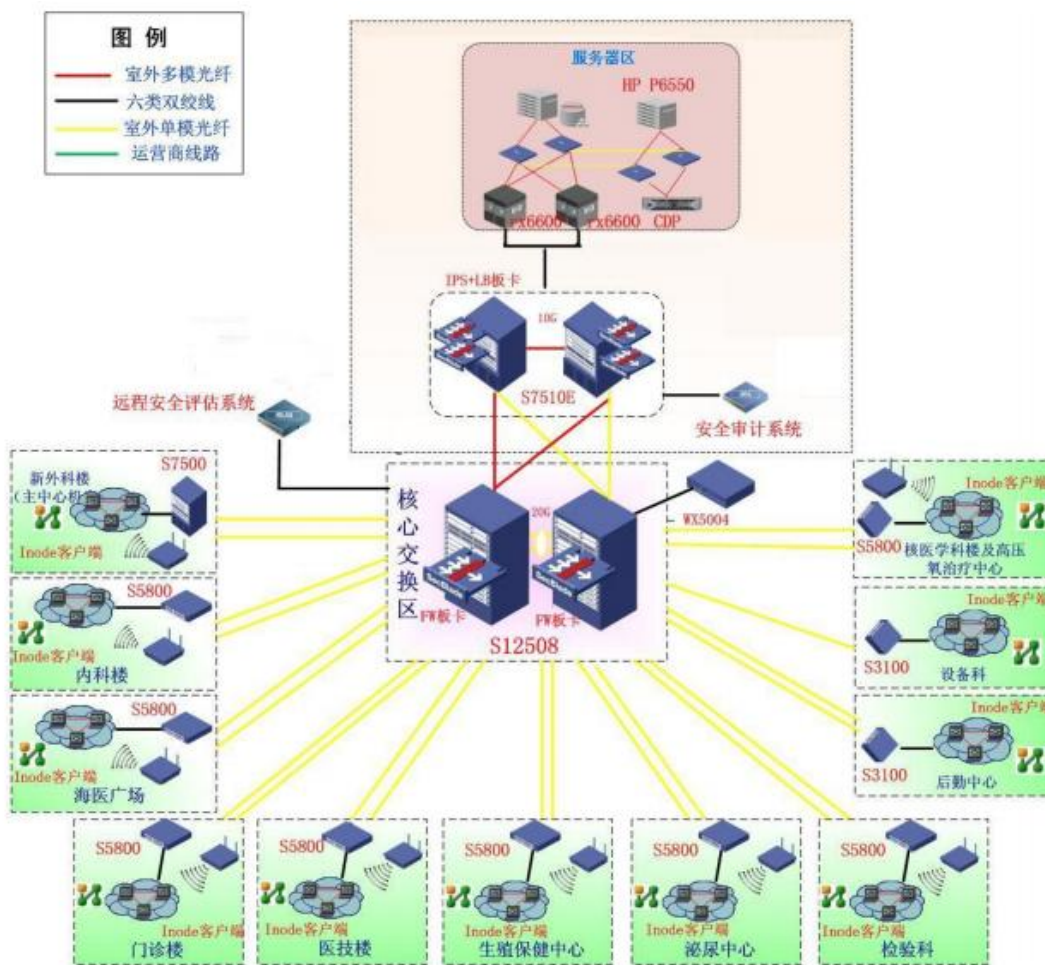 图 例
室外多模光纤
六类双绞线
室外单模光纤
运营商线路
服务器区
HP P6550
Fx6600
Fx6600
CDP
IPS+LB板卡
10G
S7510E
远程安全评估系统
安全审计系统
核心交换区
20G
WX5004
FW板卡
FW板卡
S12508
S7500
新外科楼
(主中心机
Inode客户端
S5800
Inode客户端
内科楼
S5800
Inode客户端
海医广场
Inode客户端
S5800
核医学科楼及高压
氧治疗中心
Inode客户端
S3100
设备科
Inode客户端
S3100
后勤中心
S5800
Inode客户端
门诊楼
S5800
Inode客户端
医技楼
S5800
Inode客户端
生殖保健中心
S5800
Inode客户端
泌尿中心
S5800
Inode客户端
检验科